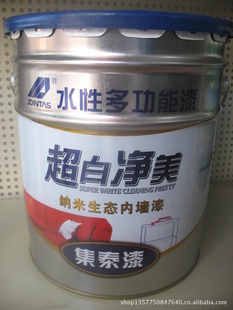 JOINTAS ® 水性多功能漆
超白净美
SUPER WHITE CLEANING PRETTY
纳米生态内墙漆
集泰漆
shop1357750847640.cn.alibaba.com